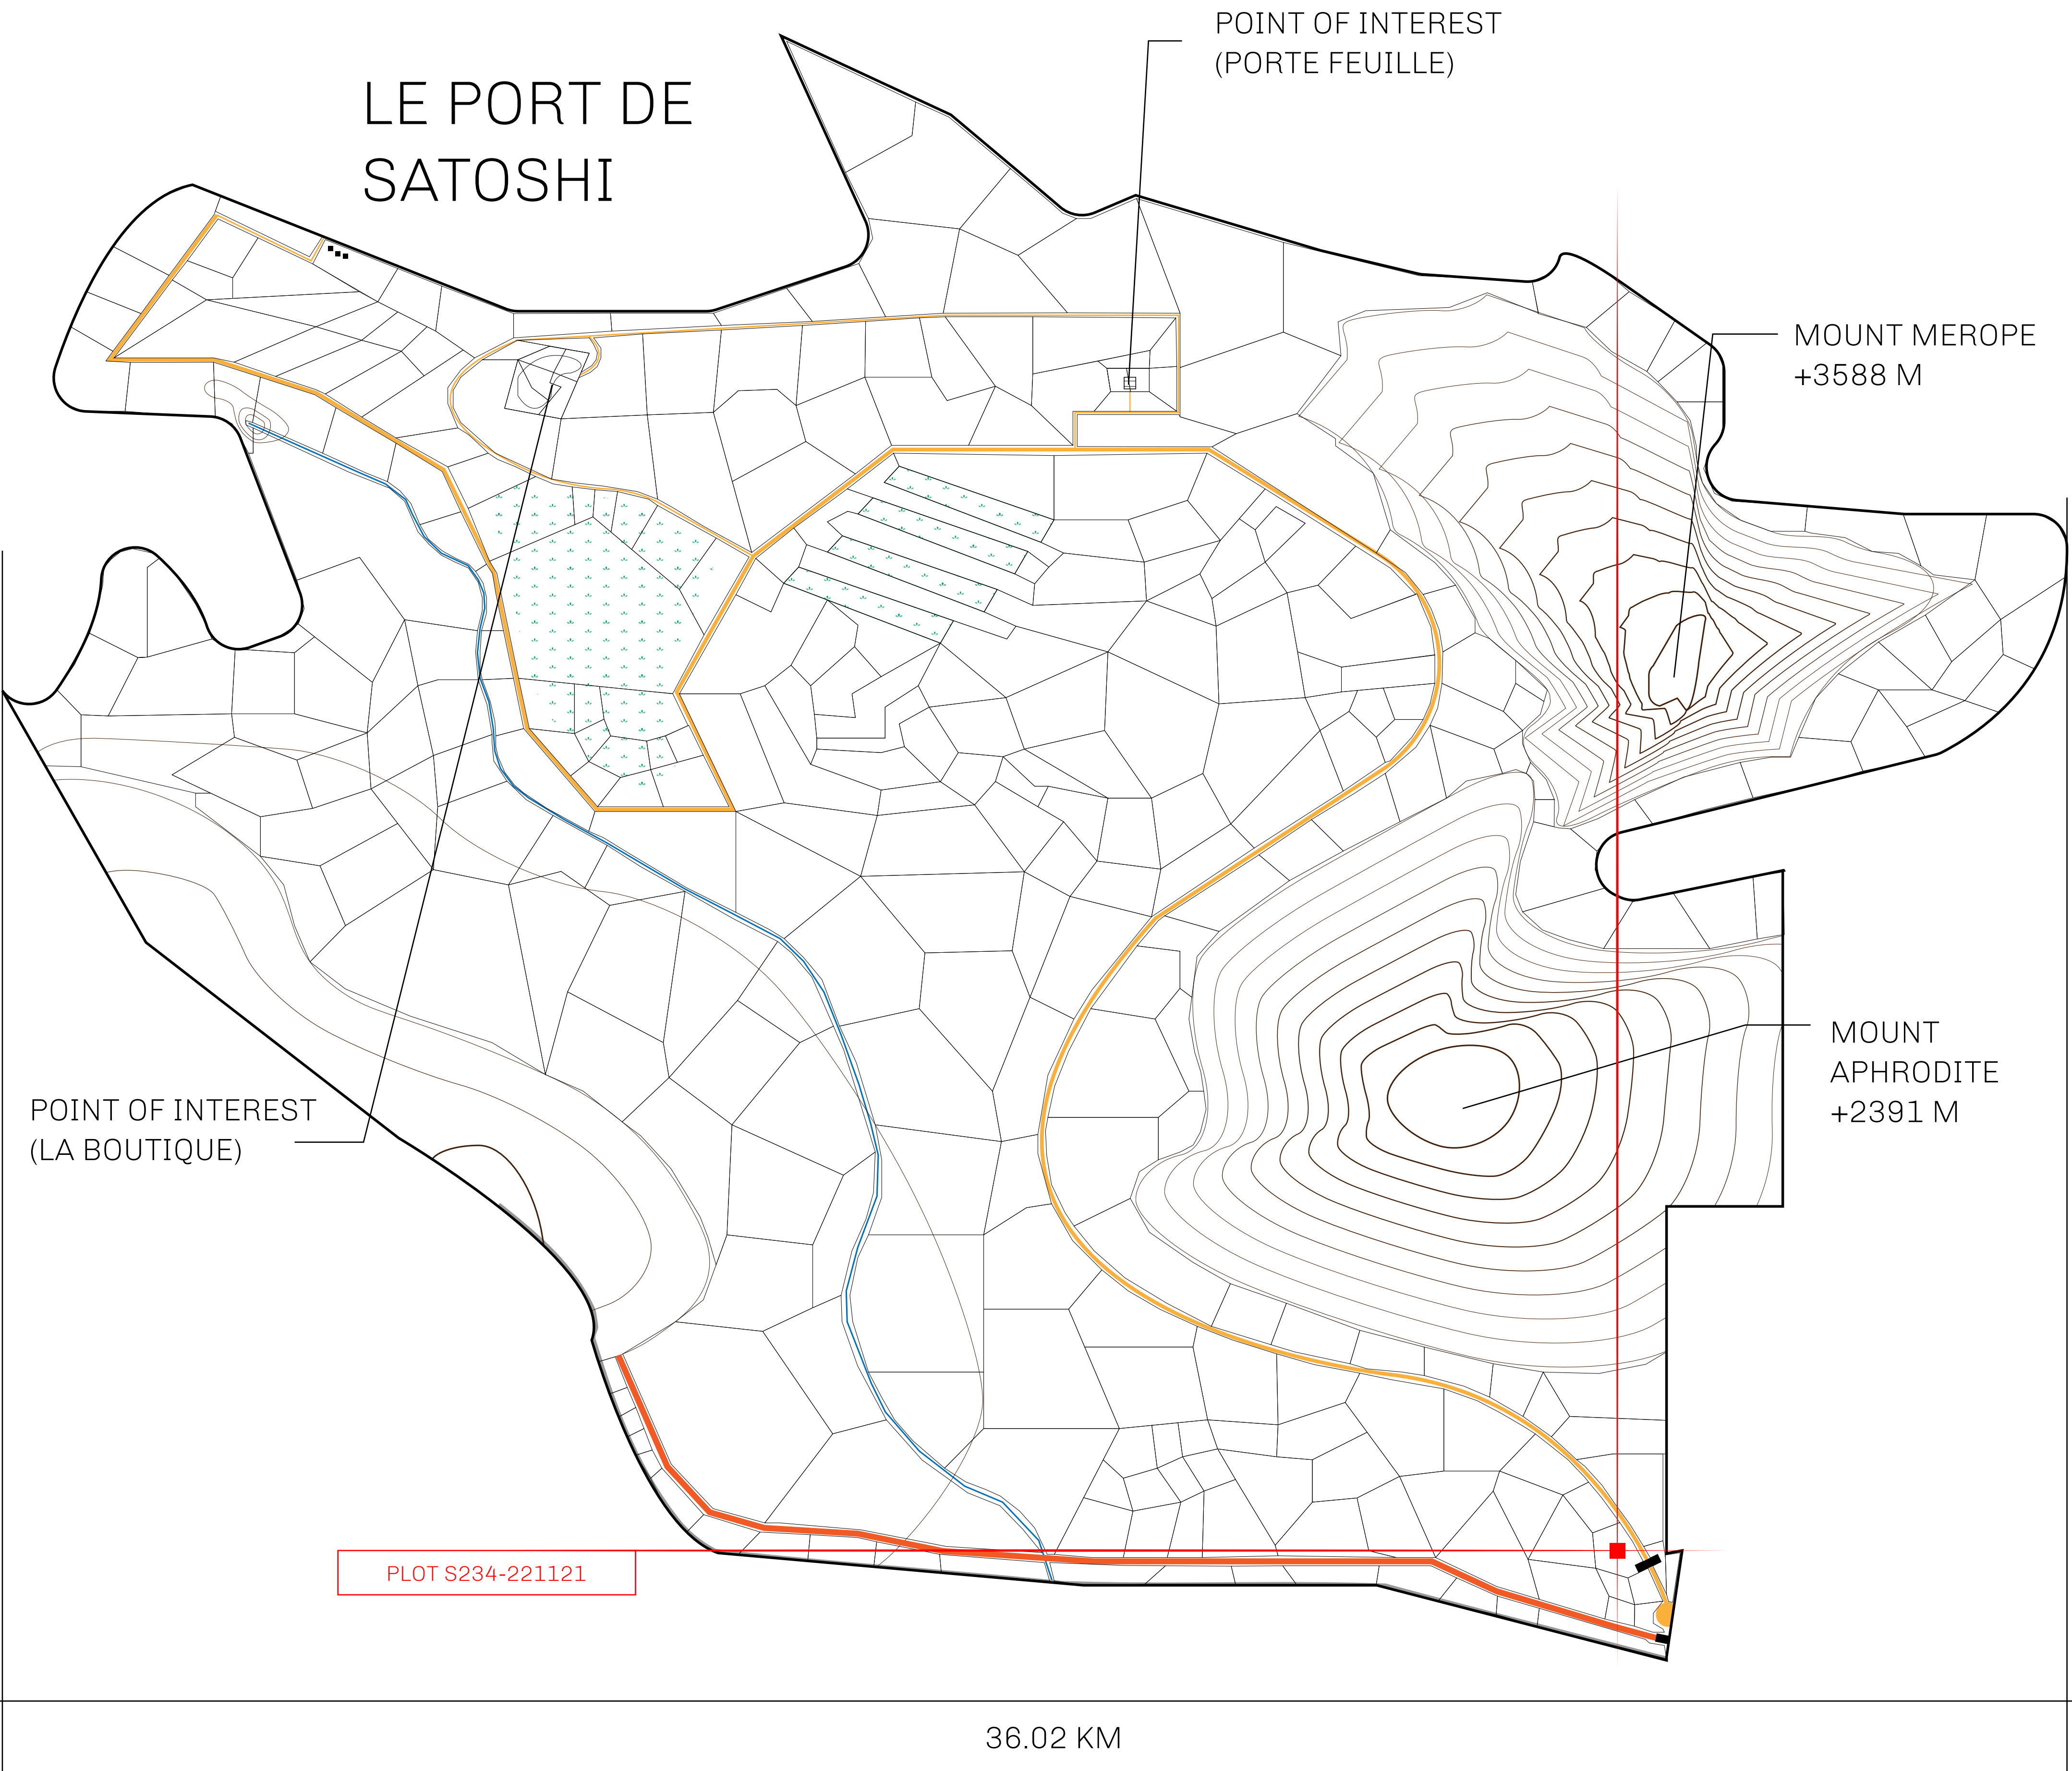 POINT OF INTEREST
(PORTE FEUILLE)
LE PORT DE
SATOSHI
MOUNT MEROPE
+3588 M
MOUNT
APHRODITE
+2391 M
POINT OF INTEREST
(LA BOUTIQUE)
PLOT S234-221121
36.02 KM